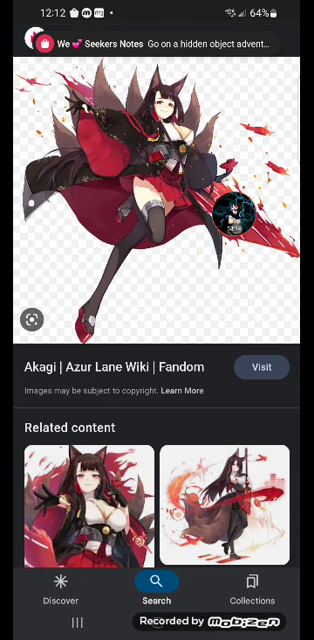 12:12
64%
We 💕 Seekers Notes Go on a hidden object advent...
Akagi | Azur Lane Wiki | Fandom
Visit
Images may be subject to copyright. Learn More
Related content
Discover
Search
Collections
Recorded by MOBIZEN